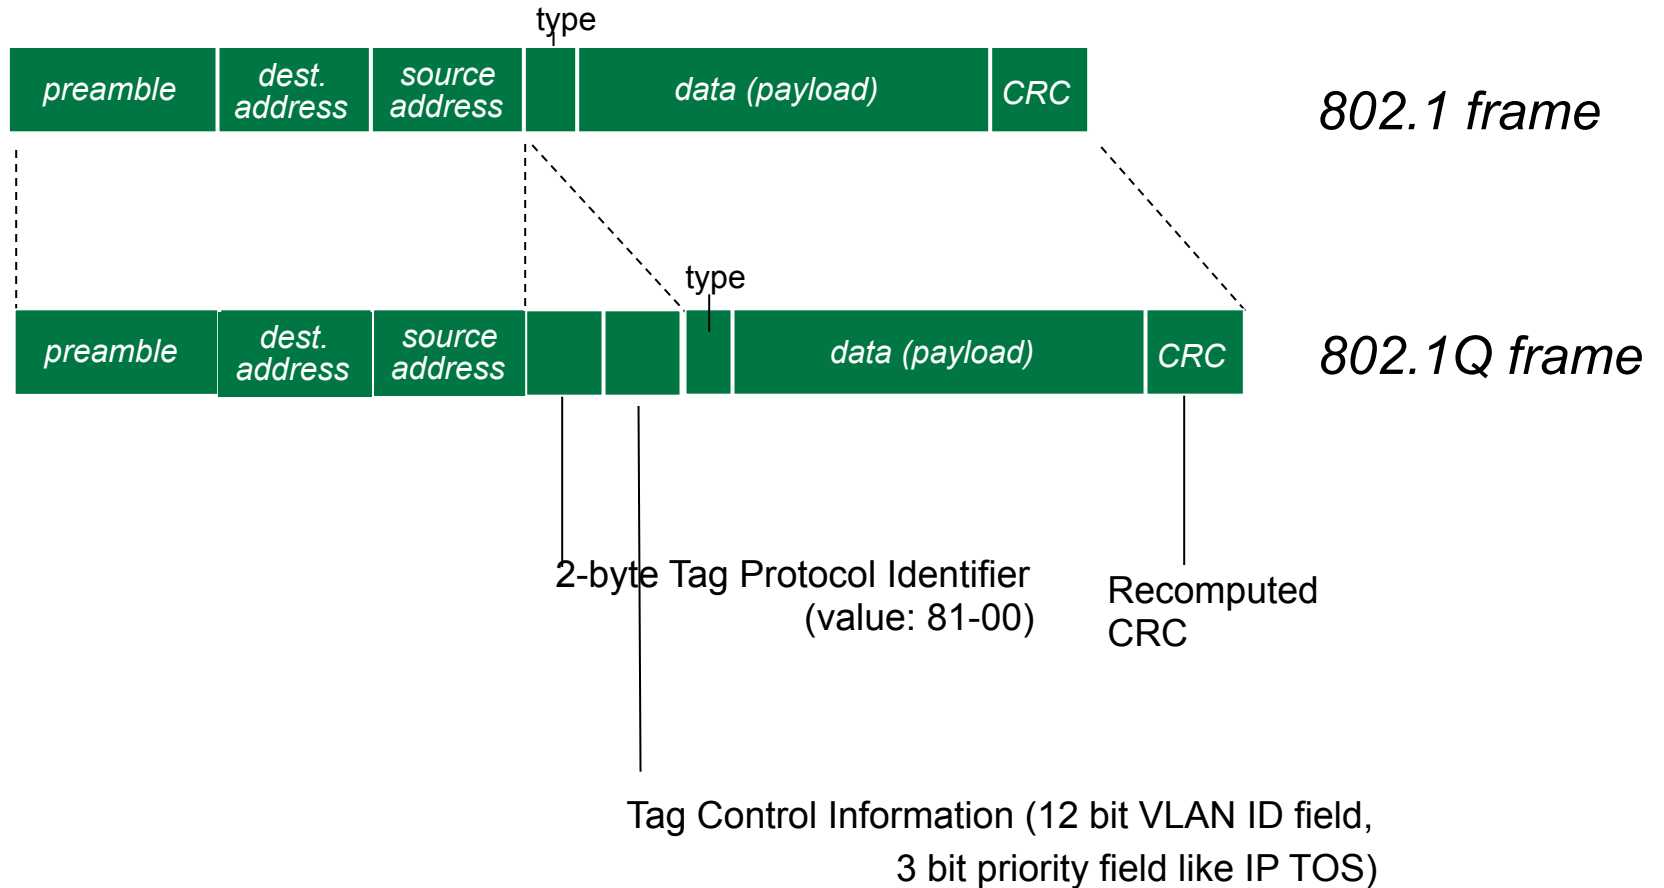 type
preamble
dest.
address
source
address
data (payload)
CRC
802.1 frame
type
preamble
dest.
address
source
address
data (payload)
CRC
802.1Q frame
2-byte Tag Protocol Identifier
(value: 81-00)
Recomputed
CRC
Tag Control Information (12 bit VLAN ID field,
3 bit priority field like IP TOS)